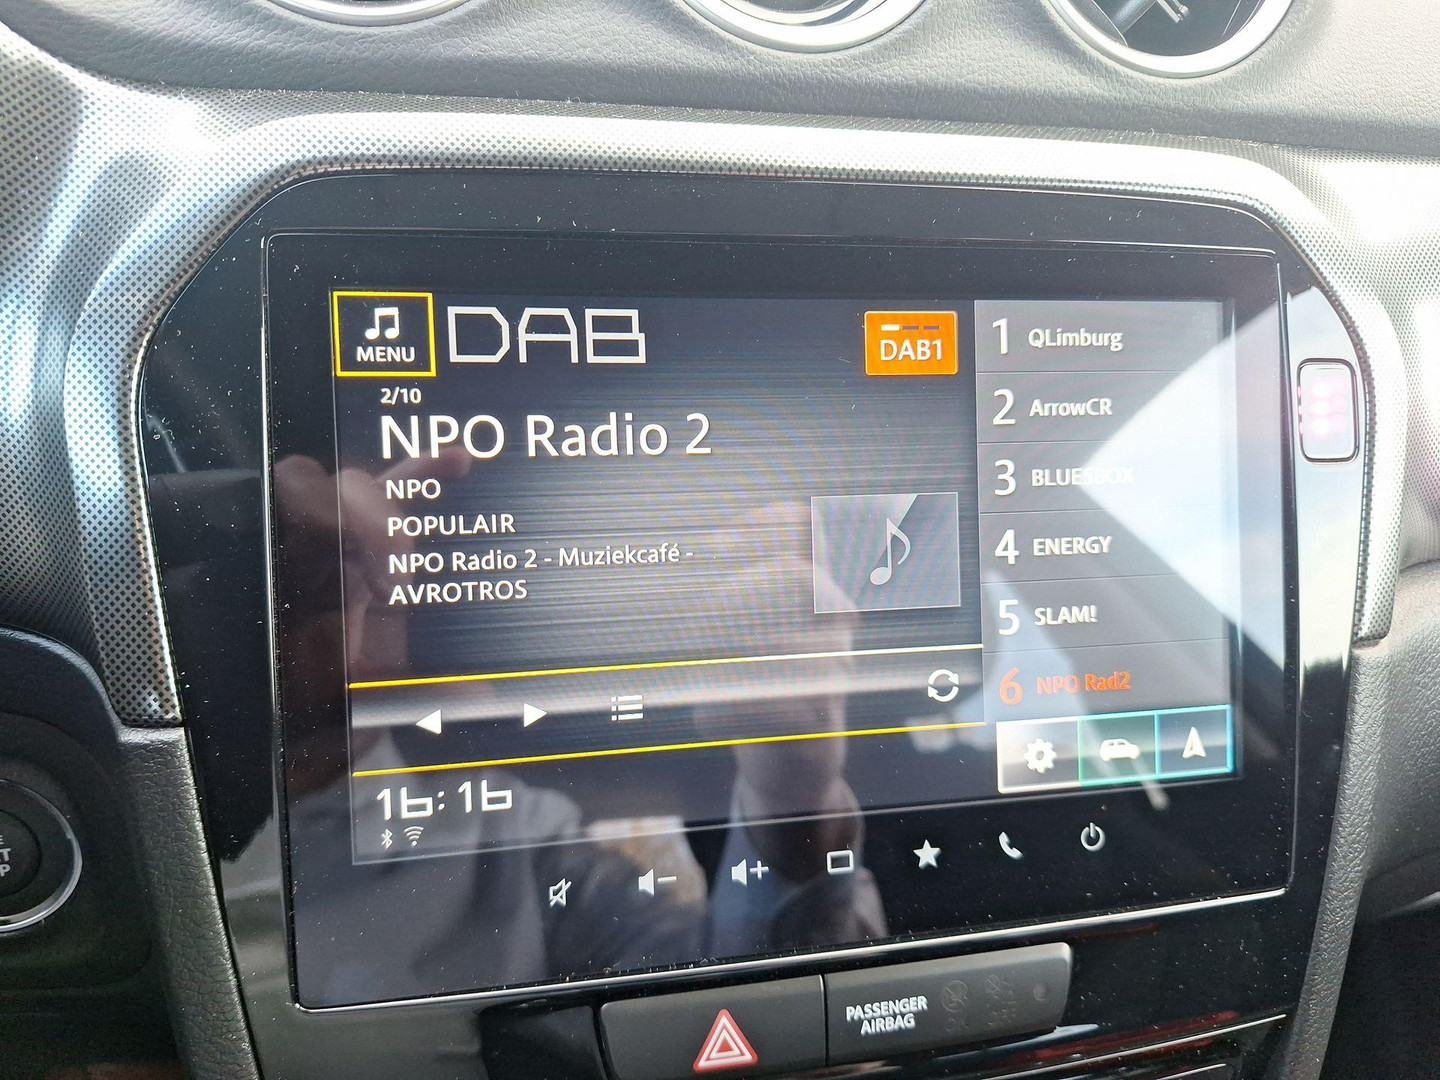 MENU
DAB
DAB1
2/10
NPO Radio 2
NPO
POPULAIR
NPO Radio 2 - Muziekcafé -
AVROTROS
1 QLimburg
2 ArrowCR
3 BLUESBOX
4 ENERGY
5 SLAM!
6 NPO Rad2
16:16
PASSENGER
AIRBAG